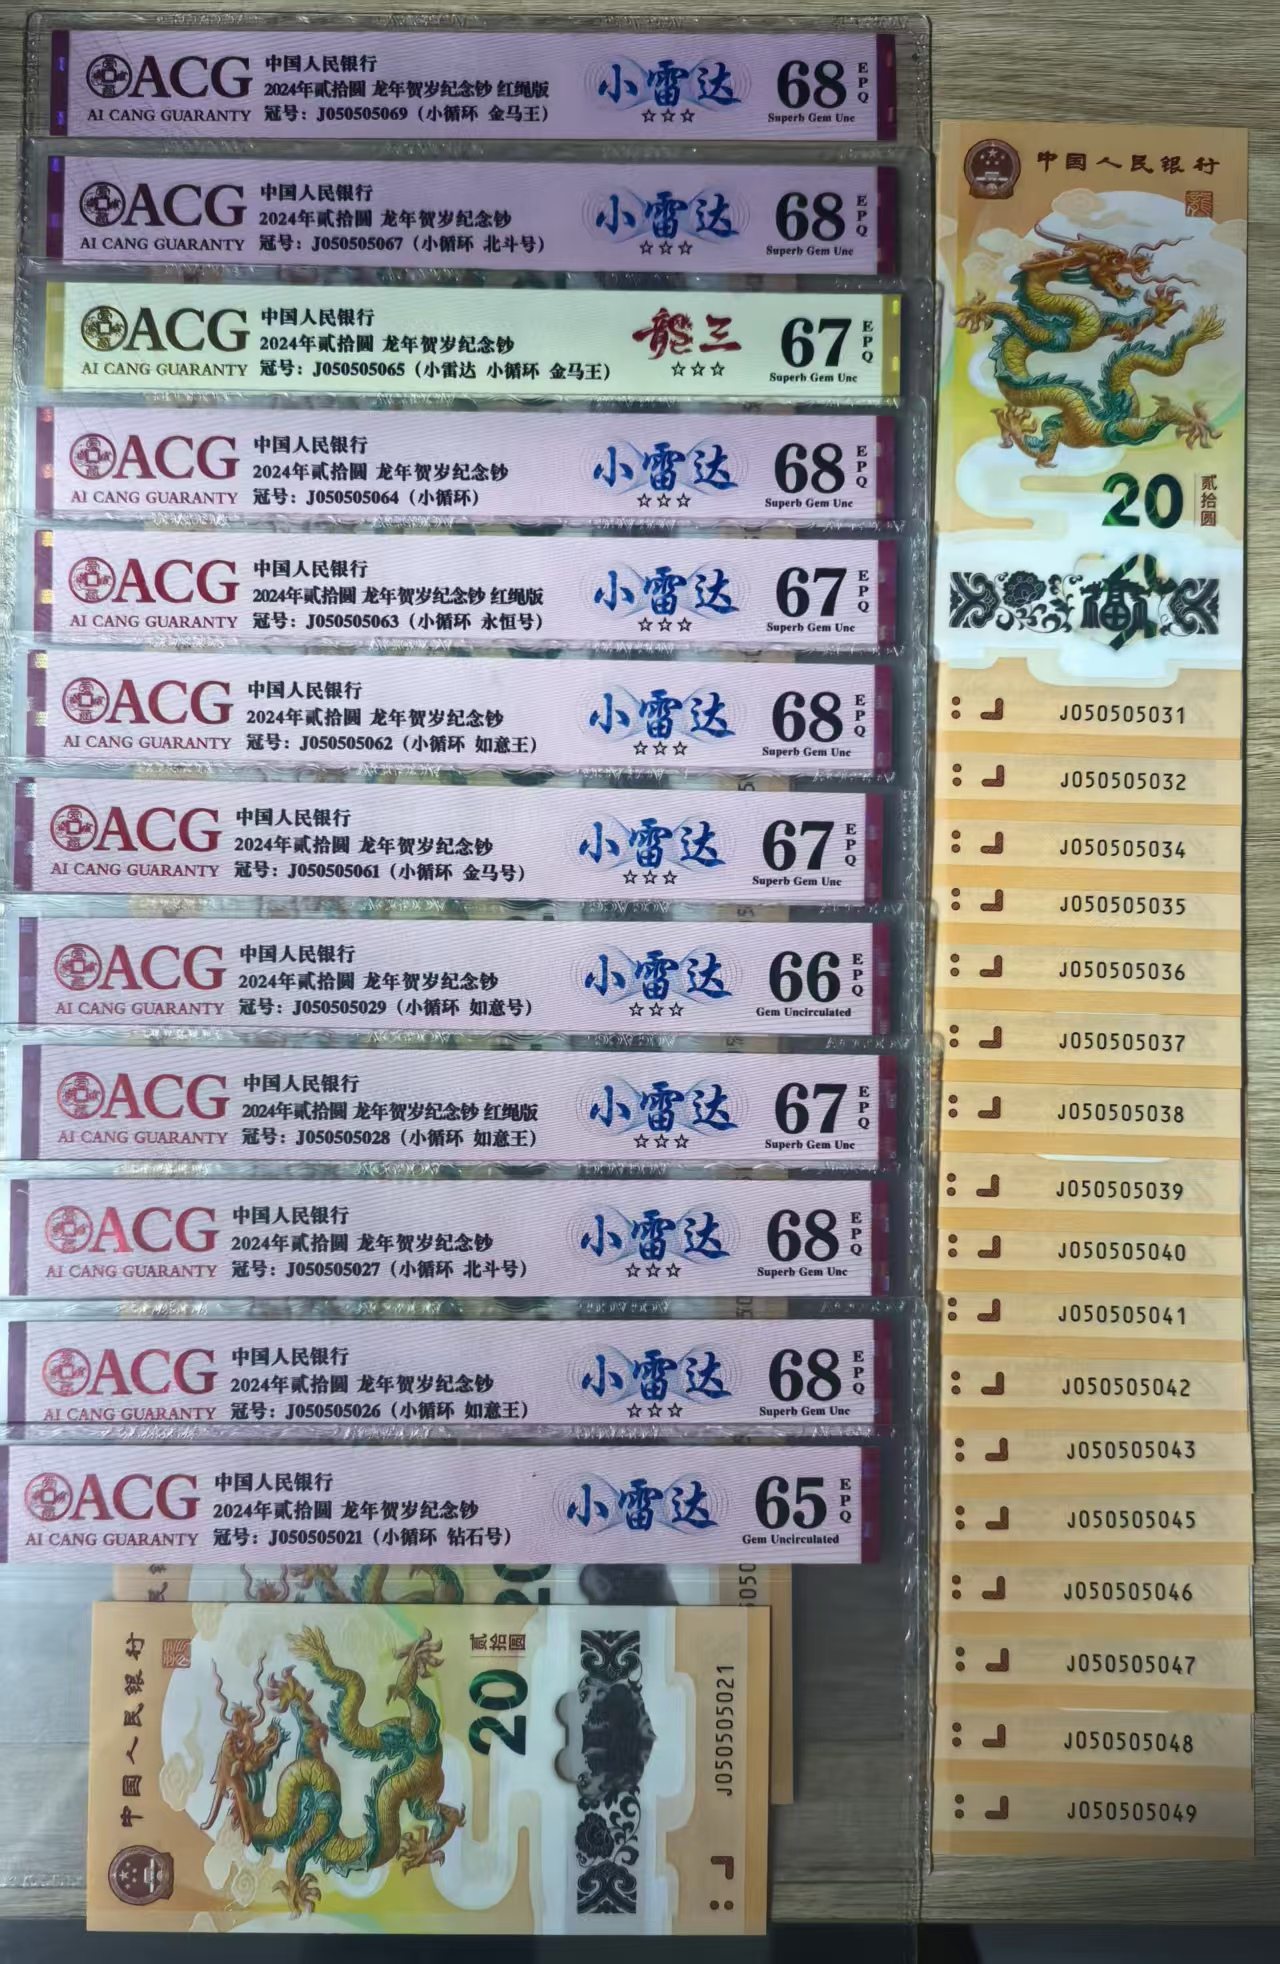 ACG
AI CANG GUARANTY
中国人民银行
2024年贰拾圆 龙年贺岁纪念钞 红绳版
冠号：J050505069（小循环 金马王）
小雷达
☆☆☆
68 EPQ
Superb Gem Unc
ACG
AI CANG GUARANTY
中国人民银行
2024年贰拾圆 龙年贺岁纪念钞
冠号：J050505067（小循环 北斗号）
小雷达
☆☆☆
68 EPQ
Superb Gem Unc
ACG
AI CANG GUARANTY
中国人民银行
2024年贰拾圆 龙年贺岁纪念钞
冠号：J050505065（小雷达 小循环 金马王）
龍三
☆☆☆
67 EPQ
Superb Gem Unc
ACG
AI CANG GUARANTY
中国人民银行
2024年贰拾圆 龙年贺岁纪念钞
冠号：J050505064（小循环）
小雷达
☆☆☆
68 EPQ
Superb Gem Unc
ACG
AI CANG GUARANTY
中国人民银行
2024年贰拾圆 龙年贺岁纪念钞 红绳版
冠号：J050505063（小循环 永恒号）
小雷达
☆☆☆
67 EPQ
Superb Gem Unc
ACG
AI CANG GUARANTY
中国人民银行
2024年贰拾圆 龙年贺岁纪念钞
冠号：J050505062（小循环 如意王）
小雷达
☆☆☆
68 EPQ
Superb Gem Unc
ACG
AI CANG GUARANTY
中国人民银行
2024年贰拾圆 龙年贺岁纪念钞
冠号：J050505061（小循环 金马号）
小雷达
☆☆☆
67 EPQ
Superb Gem Unc
ACG
AI CANG GUARANTY
中国人民银行
2024年贰拾圆 龙年贺岁纪念钞
冠号：J050505029（小循环 如意号）
小雷达
☆☆☆
66 EPQ
Gem Uncirculated
ACG
AI CANG GUARANTY
中国人民银行
2024年贰拾圆 龙年贺岁纪念钞 红绳版
冠号：J050505028（小循环 如意王）
小雷达
☆☆☆
67 EPQ
Superb Gem Unc
ACG
AI CANG GUARANTY
中国人民银行
2024年贰拾圆 龙年贺岁纪念钞
冠号：J050505027（小循环 北斗号）
小雷达
☆☆☆
68 EPQ
Superb Gem Unc
ACG
AI CANG GUARANTY
中国人民银行
2024年贰拾圆 龙年贺岁纪念钞
冠号：J050505026（小循环 如意王）
小雷达
☆☆☆
68 EPQ
Superb Gem Unc
ACG
AI CANG GUARANTY
中国人民银行
2024年贰拾圆 龙年贺岁纪念钞
冠号：J050505021（小循环 钻石号）
小雷达
☆☆☆
65 EPQ
Gem Uncirculated
中国人民银行
20
贰拾圆
J050505021
中国人民银行
20
贰拾圆
福
J050505031
J050505032
J050505034
J050505035
J050505036
J050505037
J050505038
J050505039
J050505040
J050505041
J050505042
J050505043
J050505045
J050505046
J050505047
J050505048
J050505049